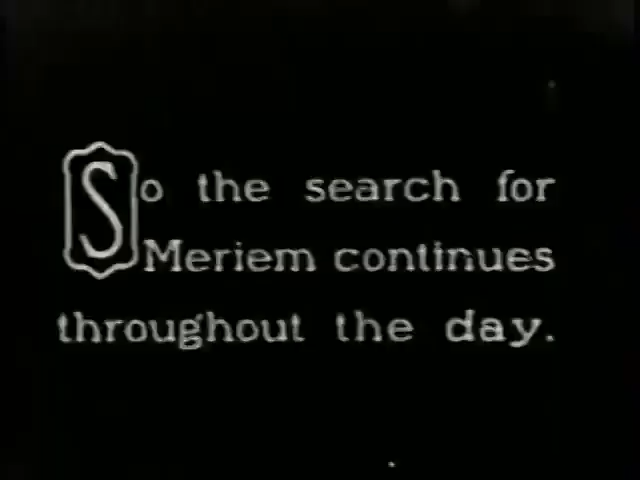 So the search for
Meriem continues
throughout the day.